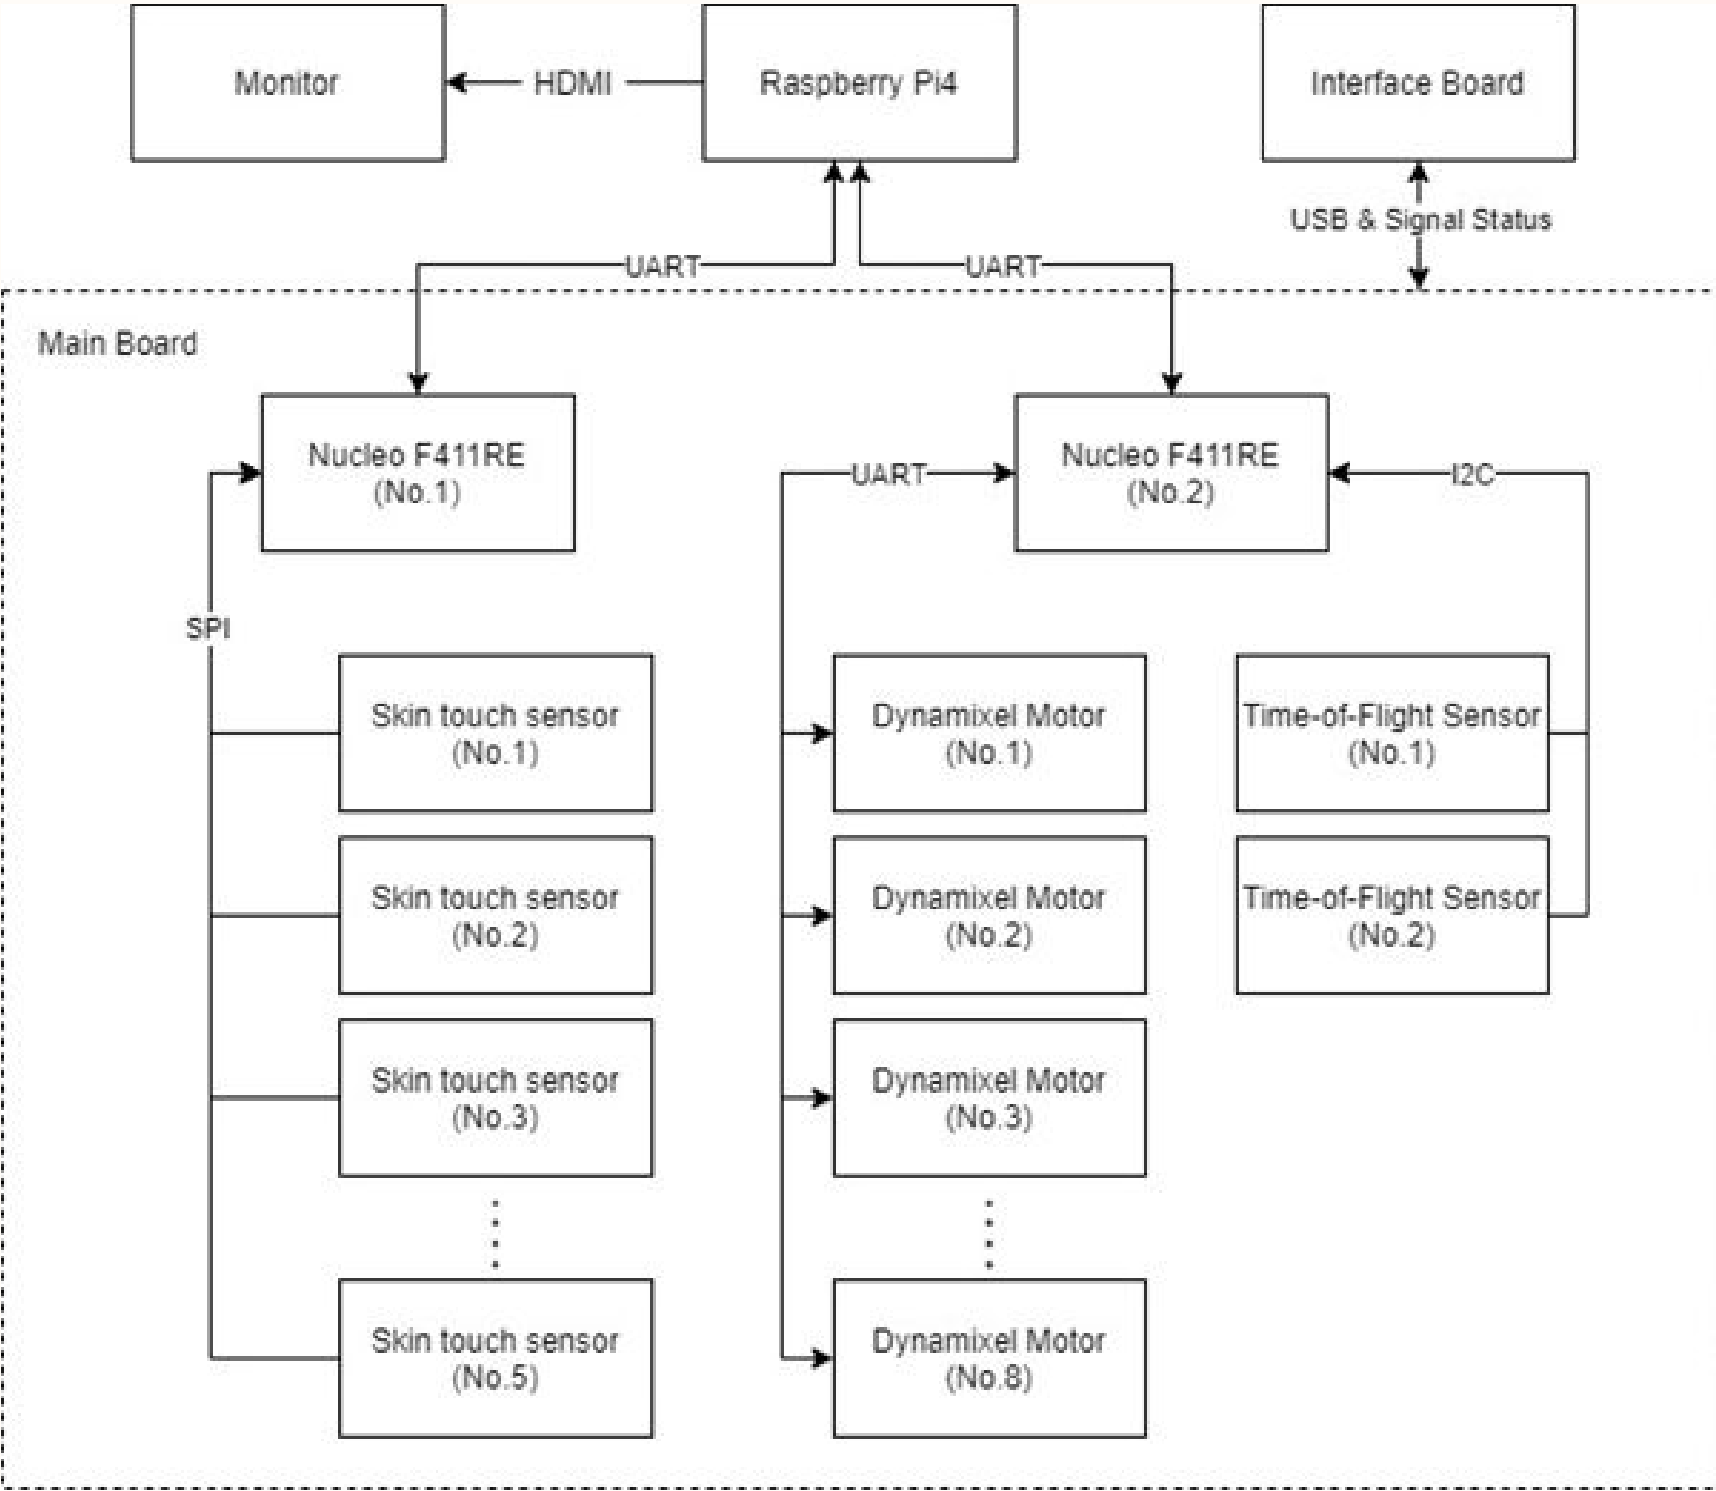 Monitor
HDMI
Raspberry Pi4
Interface Board
USB & Signal Status
UART
UART
Main Board
Nucleo F411RE
(No.1)
UART
Nucleo F411RE
(No.2)
I2C
SPI
Skin touch sensor
(No.1)
Dynamixel Motor
(No.1)
Time-of-Flight Sensor
(No.1)
Skin touch sensor
(No.2)
Dynamixel Motor
(No.2)
Time-of-Flight Sensor
(No.2)
Skin touch sensor
(No.3)
Dynamixel Motor
(No.3)
Skin touch sensor
(No.5)
Dynamixel Motor
(No.8)